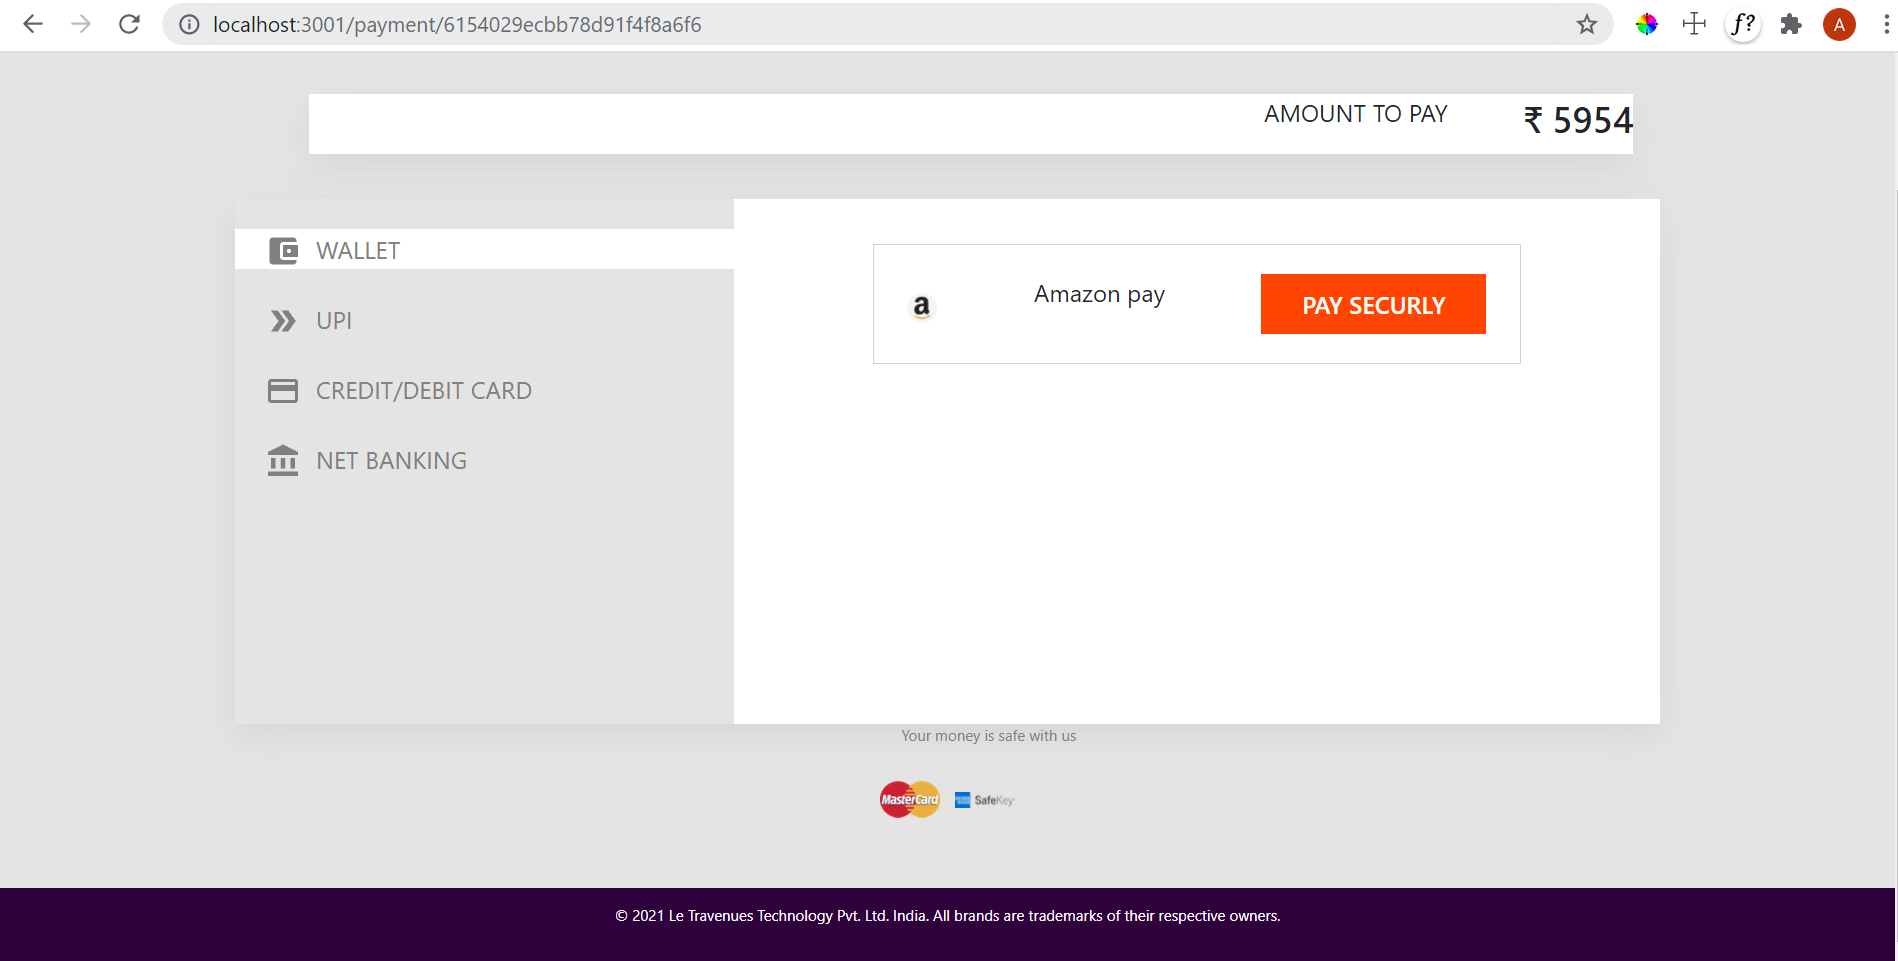 localhost:3001/payment/6154029ecbb78d91f4f8a6f6
f?
A
AMOUNT TO PAY
₹ 5954
WALLET
UPI
CREDIT/DEBIT CARD
NET BANKING
a
Amazon pay
PAY SECURLY
Your money is safe with us
MasterCard
SafeKey
© 2021 Le Travenues Technology Pvt. Ltd. India. All brands are trademarks of their respective owners.